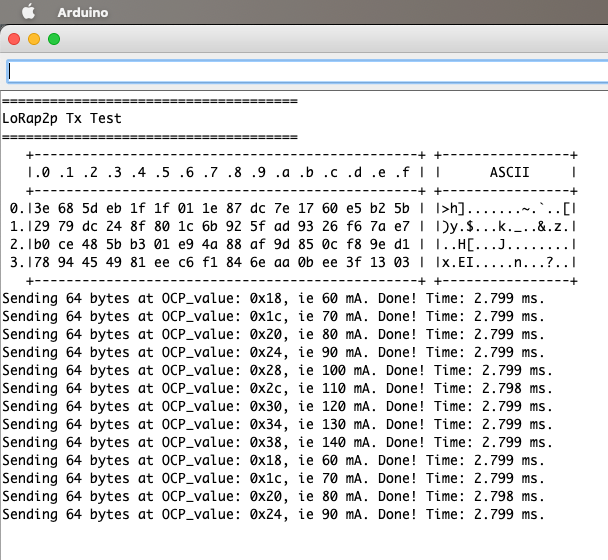 Arduino
=====================================
LoRap2p Tx Test
=====================================
   +------------------------------------------------+ +----------------+
   |.0 .1 .2 .3 .4 .5 .6 .7 .8 .9 .a .b .c .d .e .f | |      ASCII     |
   +------------------------------------------------+ +----------------+
 0.|3e 68 5d eb 1f 1f 01 1e 87 dc 7e 17 60 e5 b2 5b | |>h].......~.`..[|
 1.|29 79 dc 24 8f 80 1c 6b 92 5f ad 93 26 f6 7a e7 | |)y.$...k._..&.z.|
 2.|b0 ce 48 5b b3 01 e9 4a 88 af 9d 85 0c f8 9e d1 | |..H[...J........|
 3.|78 94 45 49 81 ee c6 f1 84 6e aa 0b ee 3f 13 03 | |x.EI.....n...?..|
   +------------------------------------------------+ +----------------+
Sending 64 bytes at OCP_value: 0x18, ie 60 mA. Done! Time: 2.799 ms.
Sending 64 bytes at OCP_value: 0x1c, ie 70 mA. Done! Time: 2.799 ms.
Sending 64 bytes at OCP_value: 0x20, ie 80 mA. Done! Time: 2.799 ms.
Sending 64 bytes at OCP_value: 0x24, ie 90 mA. Done! Time: 2.799 ms.
Sending 64 bytes at OCP_value: 0x28, ie 100 mA. Done! Time: 2.799 ms.
Sending 64 bytes at OCP_value: 0x2c, ie 110 mA. Done! Time: 2.798 ms.
Sending 64 bytes at OCP_value: 0x30, ie 120 mA. Done! Time: 2.799 ms.
Sending 64 bytes at OCP_value: 0x34, ie 130 mA. Done! Time: 2.799 ms.
Sending 64 bytes at OCP_value: 0x38, ie 140 mA. Done! Time: 2.799 ms.
Sending 64 bytes at OCP_value: 0x18, ie 60 mA. Done! Time: 2.799 ms.
Sending 64 bytes at OCP_value: 0x1c, ie 70 mA. Done! Time: 2.799 ms.
Sending 64 bytes at OCP_value: 0x20, ie 80 mA. Done! Time: 2.798 ms.
Sending 64 bytes at OCP_value: 0x24, ie 90 mA. Done! Time: 2.799 ms.